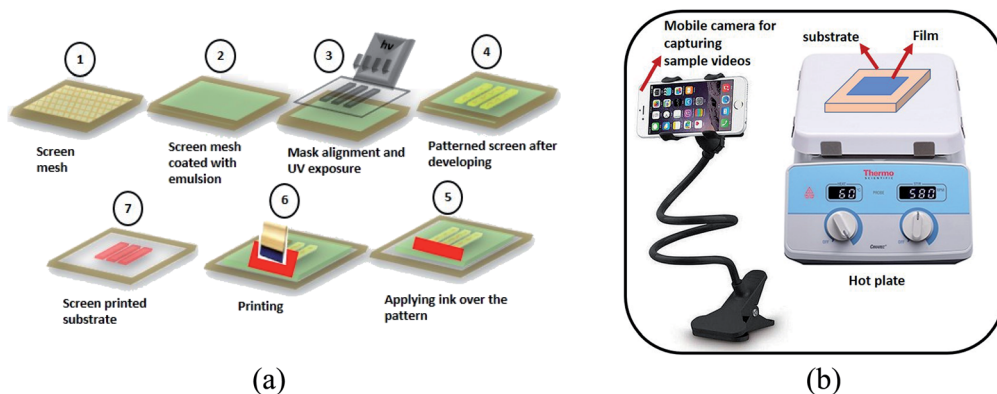 1
2
3
hν
4
Screen
mesh
Screen mesh
coated with
emulsion
Mask alignment and
UV exposure
Patterned screen after
developing
7
6
5
Screen printed
substrate
Printing
Applying ink over the
pattern
(a)
Mobile camera for
capturing
sample videos
substrate
Film
Thermo
SCIENTIFIC
60
580
Cimarec
Hot plate
(b)